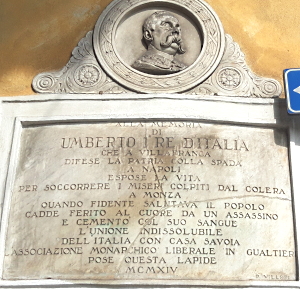 ALLA MEMORIA
DI
UMBERTO I RE D'ITALIA
CHE A VILLAFRANCA
DIFESE LA PATRIA COLLA SPADA
A NAPOLI
ESPOSE LA VITA
PER SOCCORRERE I MISERI COLPITI DAL COLERA
A MONZA
QUANDO FIDENTE SALUTAVA IL POPOLO
CADDE FERITO AL CUORE DA UN ASSASSINO
E CEMENTÒ COL SUO SANGUE
L'UNIONE INDISSOLUBILE
DELL'ITALIA CON CASA SAVOIA
L'ASSOCIAZIONE MONARCHICO LIBERALE IN GUALTIERI
POSE QUESTA LAPIDE
MCMXIV